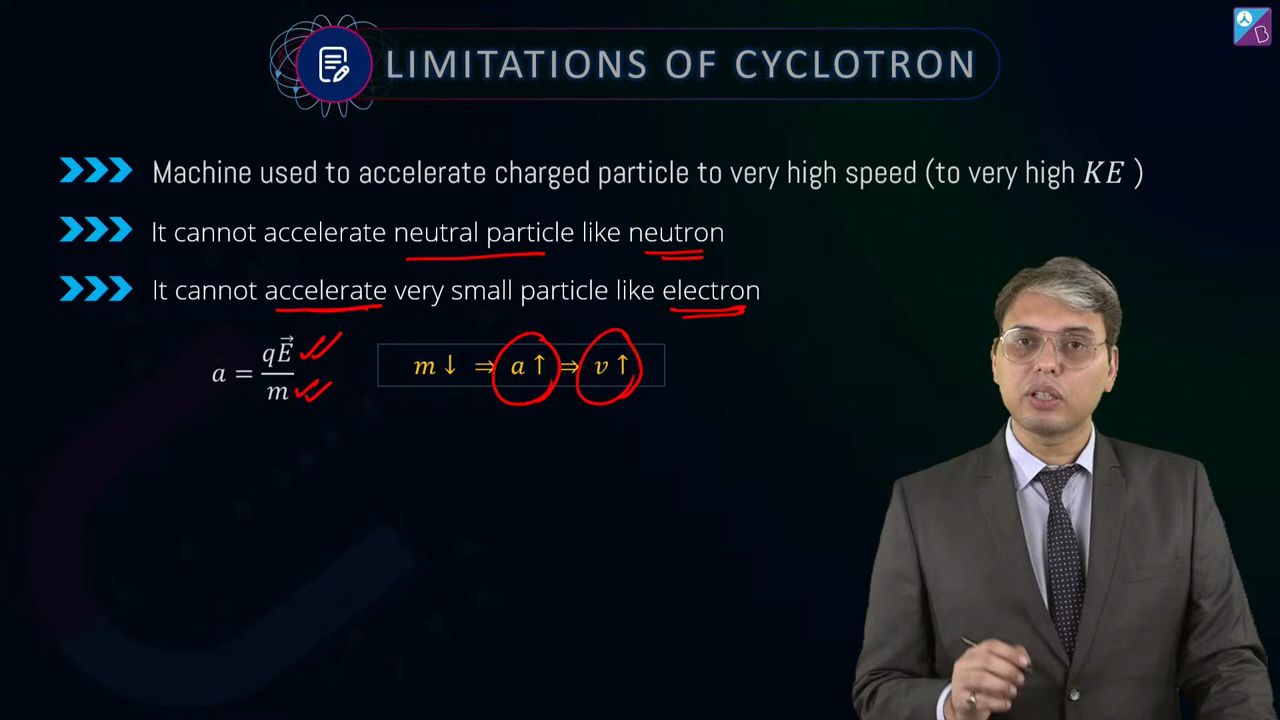 LIMITATIONS OF CYCLOTRON
Machine used to accelerate charged particle to very high speed (to very high KE )
It cannot accelerate neutral particle like neutron
It cannot accelerate very small particle like electron
a = qE⃗/m
m ↓ ⇒ a ↑ ⇒ v ↑
B